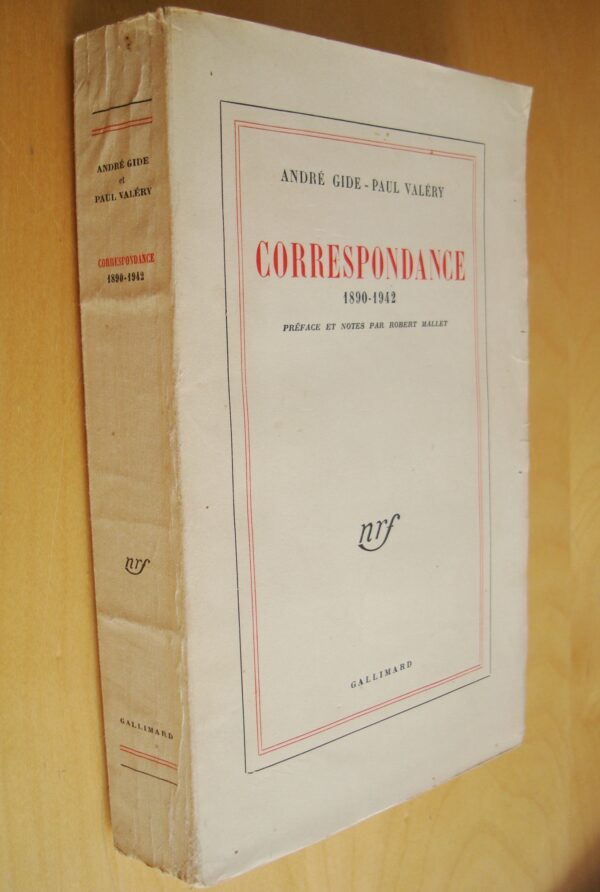 ANDRÉ GIDE
et
PAUL VALÉRY
CORRESPONDANCE
1890-1942
nrf
GALLIMARD
ANDRÉ GIDE - PAUL VALÉRY
CORRESPONDANCE
1890-1942
PRÉFACE ET NOTES PAR ROBERT MALLET
nrf
GALLIMARD